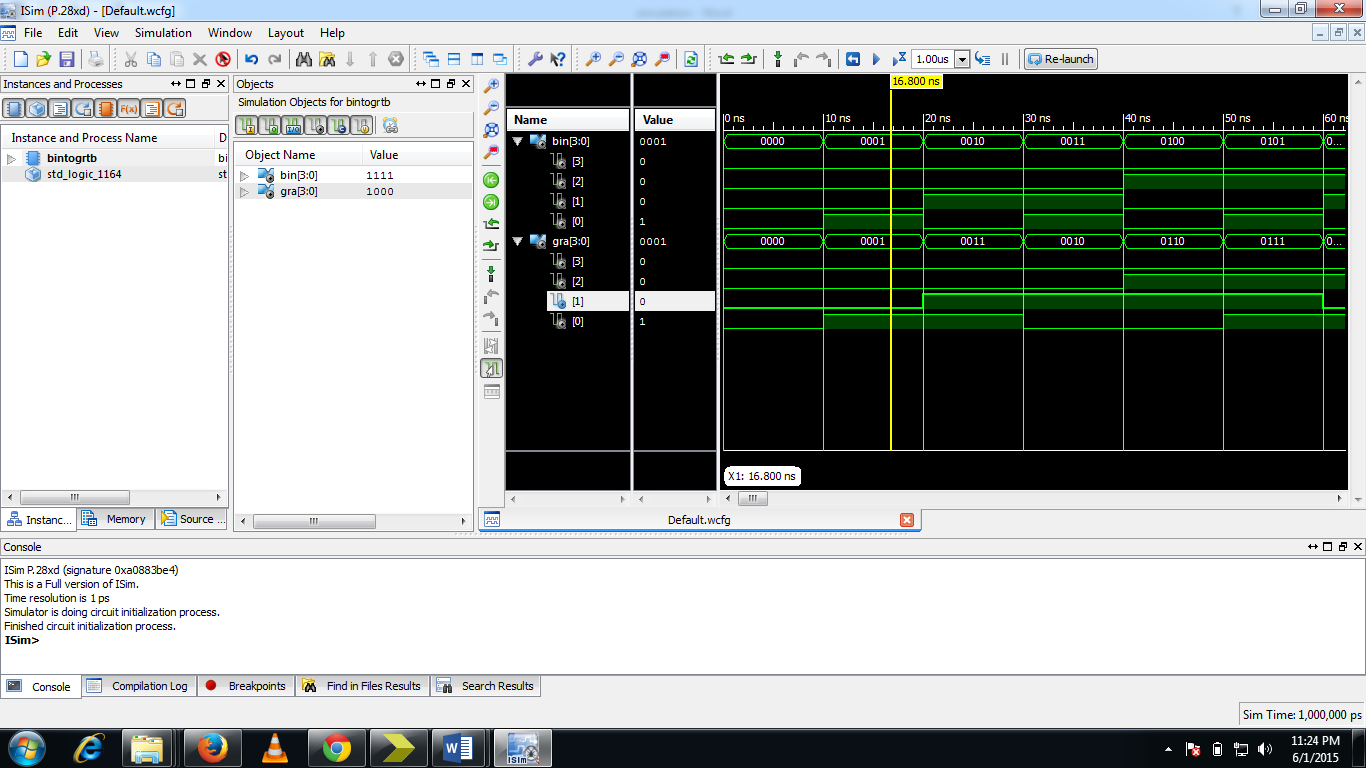 ISim (P.28xd) - [Default.wcfg]
File Edit View Simulation Window Layout Help
1.00us Re-launch
Instances and Processes
Instance and Process Name D
bintogrtb bi
std_logic_1164 st
Instanc... Memory Source ...
Objects
Simulation Objects for bintogrtb
Object Name Value
bin[3:0] 1111
gra[3:0] 1000
16.800 ns
0 ns 10 ns 20 ns 30 ns 40 ns 50 ns 60 ns
Name Value
bin[3:0] 0001 0000 0001 0010 0011 0100 0101 0...
[3] 0
[2] 0
[1] 0
[0] 1
gra[3:0] 0001 0000 0001 0011 0010 0110 0111 0...
[3] 0
[2] 0
[1] 0
[0] 1
X1: 16.800 ns
Default.wcfg
Console
ISim P.28xd (signature 0xa0883be4)
This is a Full version of ISim.
Time resolution is 1 ps
Simulator is doing circuit initialization process.
Finished circuit initialization process.
ISim>
Console Compilation Log Breakpoints Find in Files Results Search Results
Sim Time: 1,000,000 ps
ISim
11:24 PM
6/1/2015